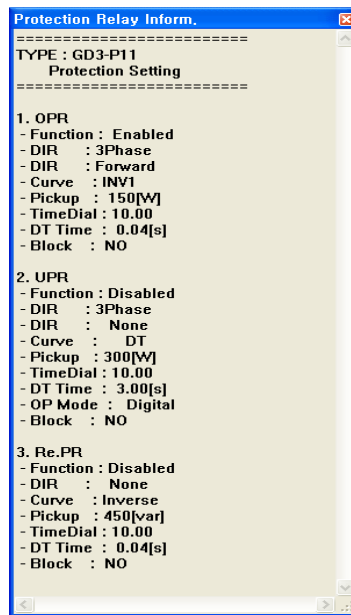 Protection Relay Inform.
=========================
TYPE : GD3-P11
Protection Setting
=========================
1. OPR
- Function : Enabled
- DIR : 3Phase
- DIR : Forward
- Curve : INV1
- Pickup : 150[W]
- TimeDial : 10.00
- DT Time : 0.04[s]
- Block : NO
2. UPR
- Function : Disabled
- DIR : 3Phase
- DIR : None
- Curve : DT
- Pickup : 300[W]
- TimeDial : 10.00
- DT Time : 3.00[s]
- OP Mode : Digital
- Block : NO
3. Re.PR
- Function : Disabled
- DIR : None
- Curve : Inverse
- Pickup : 450[var]
- TimeDial : 10.00
- DT Time : 0.04[s]
- Block : NO